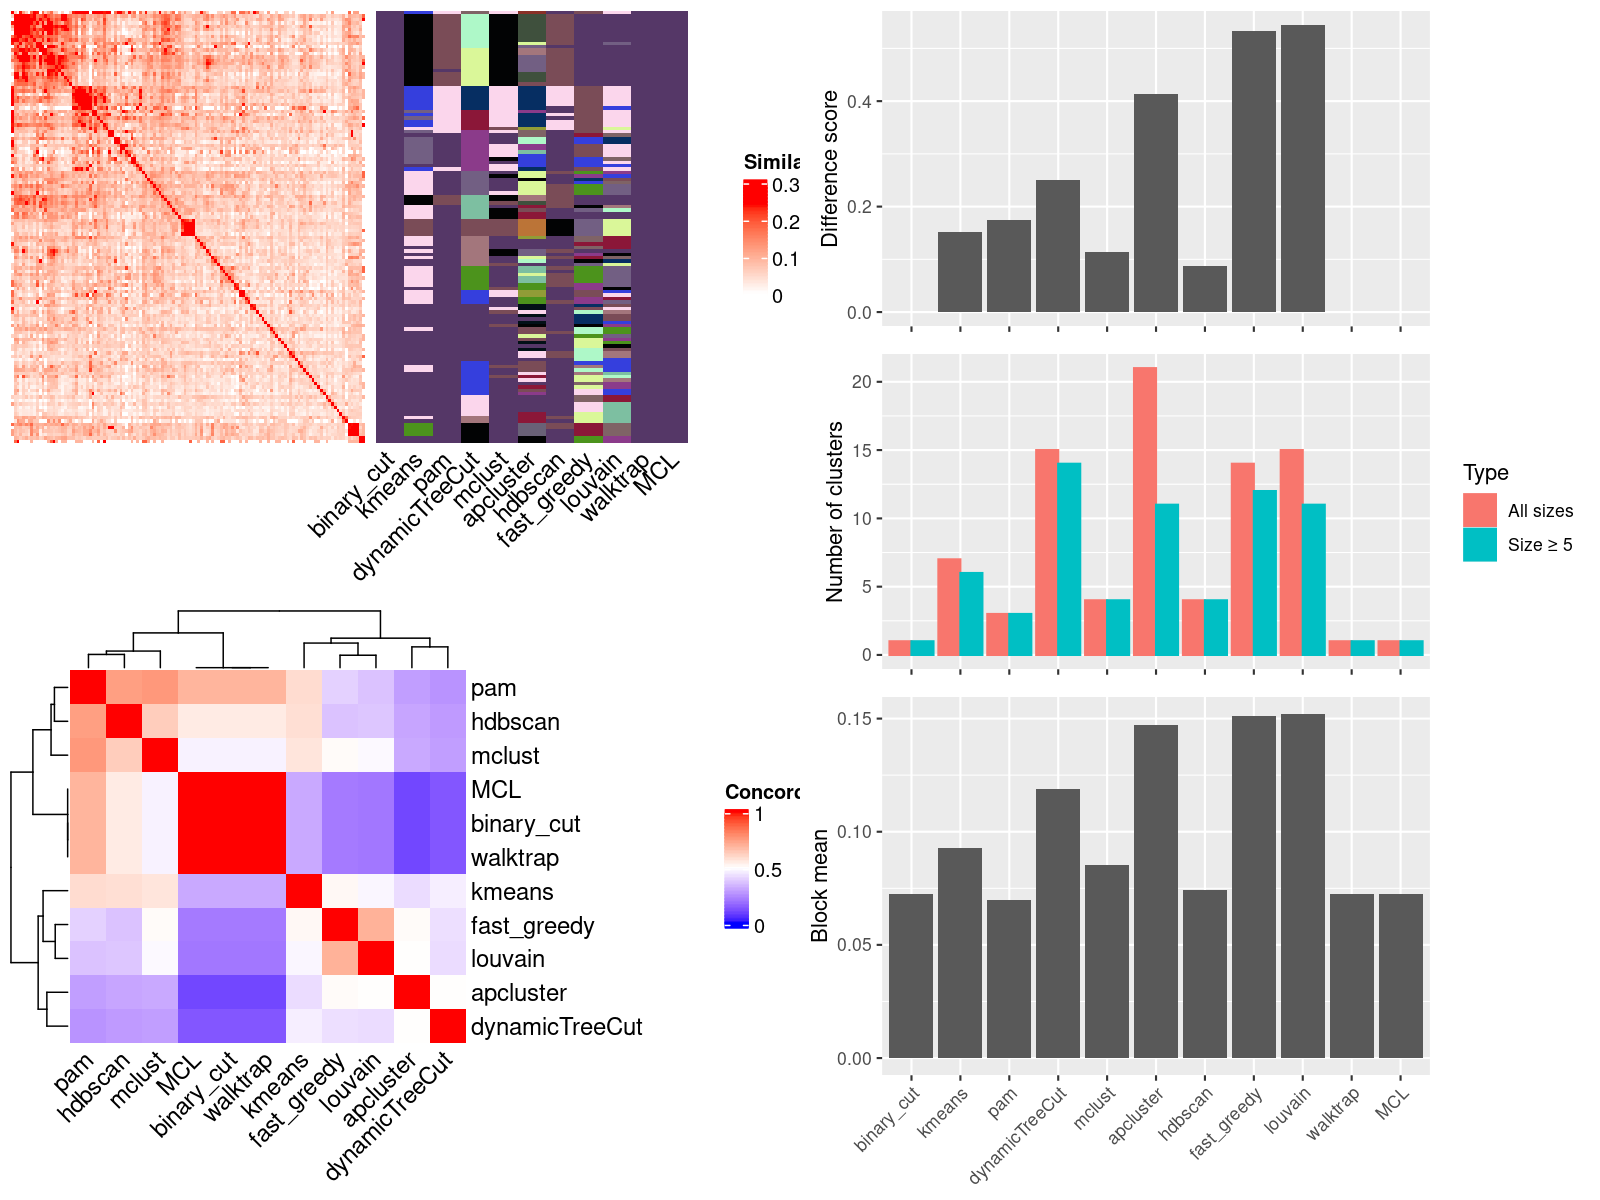 Simila
0.3
0.2
0.1
0
binary_cut
kmeans
pam
dynamicTreeCut
mclust
apcluster
hdbscan
fast_greedy
louvain
walktrap
MCL
pam
hdbscan
mclust
MCL
binary_cut
walktrap
kmeans
fast_greedy
louvain
apcluster
dynamicTreeCut
pam
hdbscan
mclust
MCL
binary_cut
walktrap
kmeans
fast_greedy
louvain
apcluster
dynamicTreeCut
Concord
1
0.5
0
Difference score
0.4
0.2
0.0
Number of clusters
20
15
10
5
0
Type
All sizes
Size ≥ 5
Block mean
0.15
0.10
0.05
0.00
binary_cut
kmeans
pam
dynamicTreeCut
mclust
apcluster
hdbscan
fast_greedy
louvain
walktrap
MCL